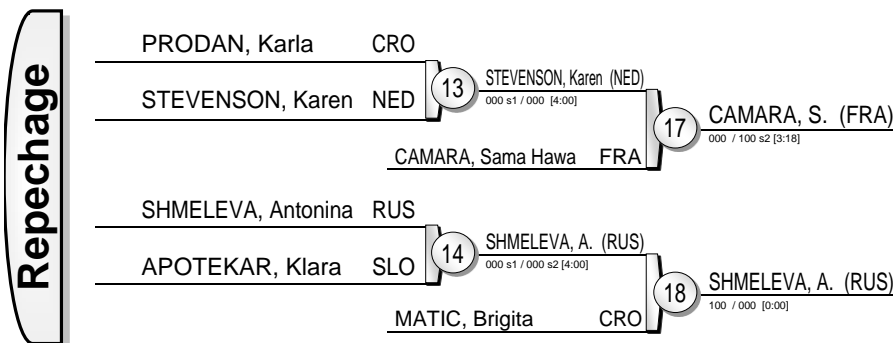 Repechage
PRODAN, Karla CRO
13
STEVENSON, Karen (NED)
000 s1 / 000 [4:00]
STEVENSON, Karen NED
17
CAMARA, S. (FRA)
000 / 100 s2 [3:18]
CAMARA, Sama Hawa FRA
SHMELEVA, Antonina RUS
14
SHMELEVA, A. (RUS)
000 s1 / 000 s2 [4:00]
APOTEKAR, Klara SLO
18
SHMELEVA, A. (RUS)
100 / 000 [0:00]
MATIC, Brigita CRO